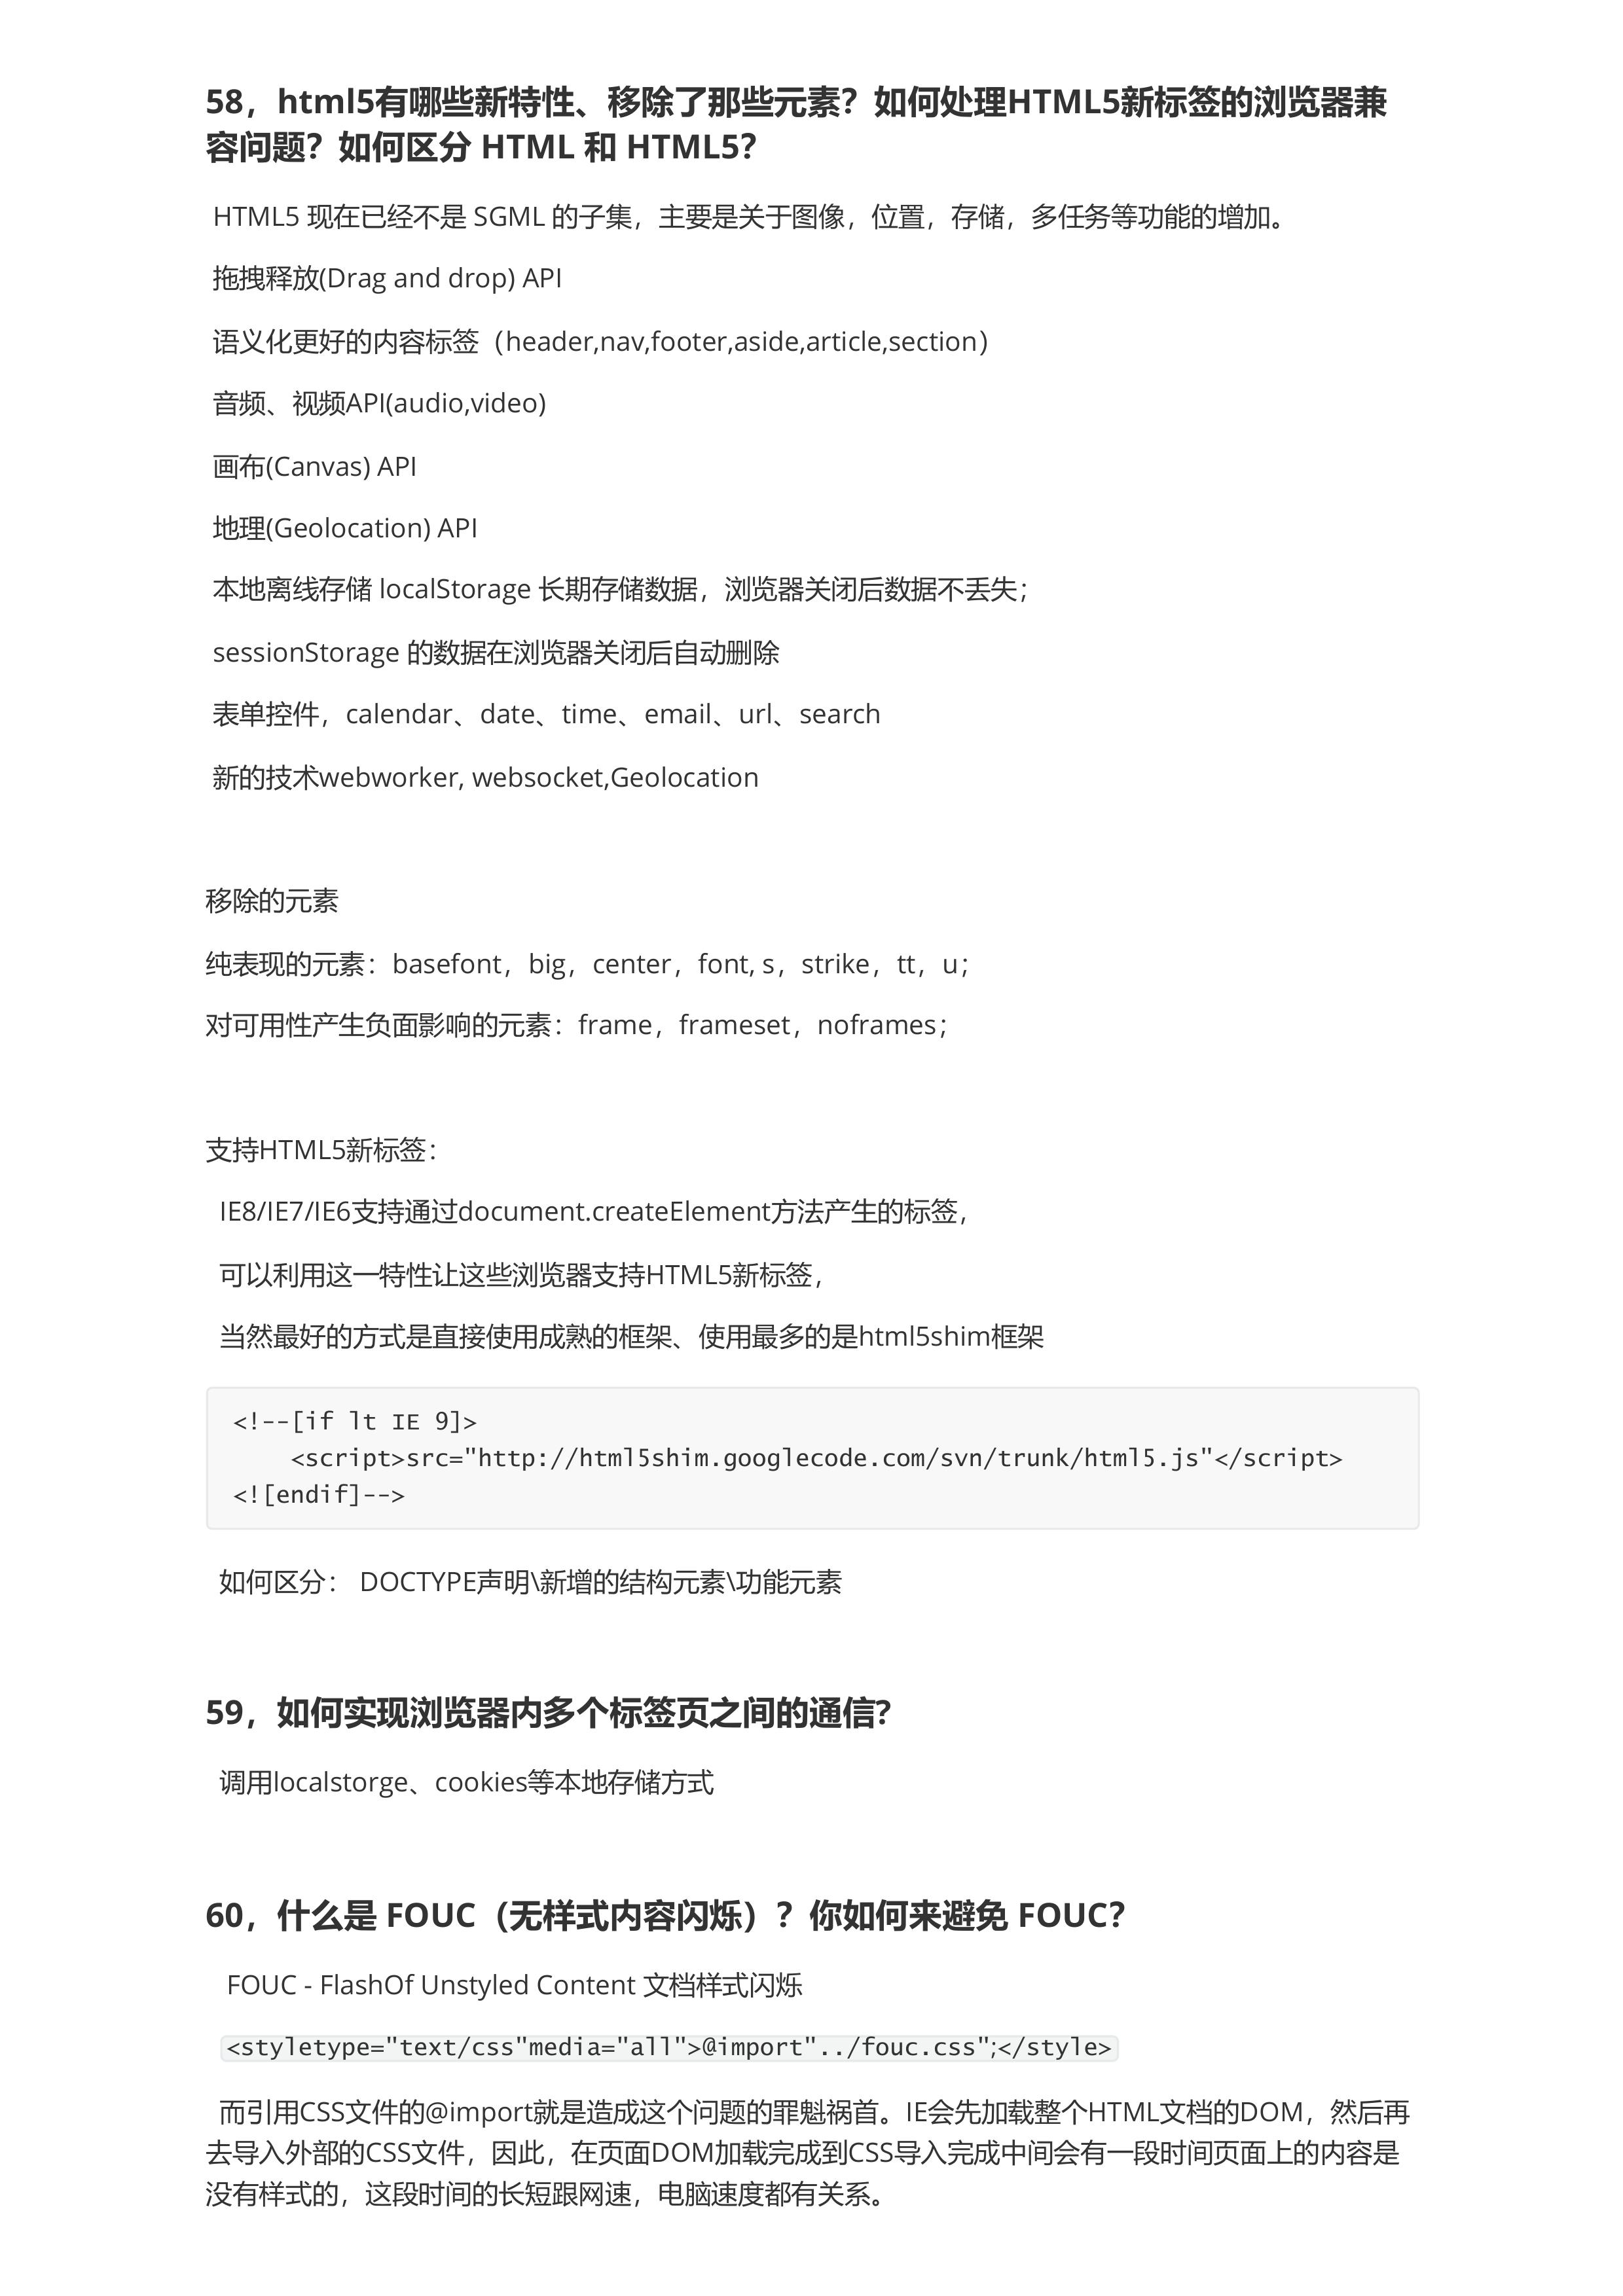 58，html5有哪些新特性、移除了那些元素？如何处理HTML5新标签的浏览器兼
容问题？如何区分 HTML 和 HTML5？
HTML5 现在已经不是 SGML 的子集，主要是关于图像，位置，存储，多任务等功能的增加。
拖拽释放(Drag and drop) API
语义化更好的内容标签（header,nav,footer,aside,article,section）
音频、视频API(audio,video)
画布(Canvas) API
地理(Geolocation) API
本地离线存储 localStorage 长期存储数据，浏览器关闭后数据不丢失；
sessionStorage 的数据在浏览器关闭后自动删除
表单控件，calendar、date、time、email、url、search
新的技术webworker, websocket,Geolocation
移除的元素
纯表现的元素：basefont，big，center，font, s，strike，tt，u；
对可用性产生负面影响的元素：frame，frameset，noframes；
支持HTML5新标签：
IE8/IE7/IE6支持通过document.createElement方法产生的标签，
可以利用这一特性让这些浏览器支持HTML5新标签，
当然最好的方式是直接使用成熟的框架、使用最多的是html5shim框架
<!--[if lt IE 9]>
    <script>src="http://html5shim.googlecode.com/svn/trunk/html5.js"</script>
<![endif]-->
如何区分： DOCTYPE声明\新增的结构元素\功能元素
59，如何实现浏览器内多个标签页之间的通信?
调用localstorge、cookies等本地存储方式
60，什么是 FOUC（无样式内容闪烁）？你如何来避免 FOUC？
FOUC - FlashOf Unstyled Content 文档样式闪烁
<styletype="text/css"media="all">@import"../fouc.css";</style>
而引用CSS文件的@import就是造成这个问题的罪魁祸首。IE会先加载整个HTML文档的DOM，然后再
去导入外部的CSS文件，因此，在页面DOM加载完成到CSS导入完成中间会有一段时间页面上的内容是
没有样式的，这段时间的长短跟网速，电脑速度都有关系。